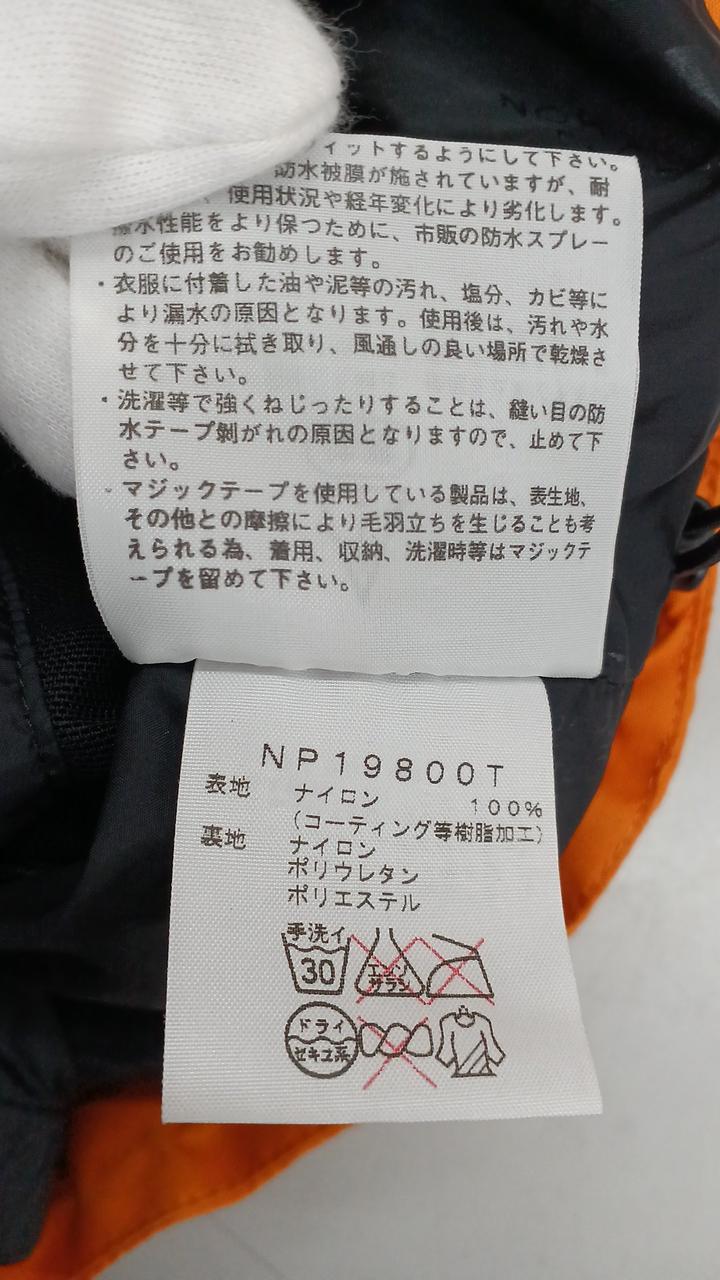 ィットするようにして下さい。
防水被膜が施されていますが、耐
、使用状況や経年変化により劣化します。
撥水性能をより保つために、市販の防水スプレー
のご使用をお勧めします。
・衣服に付着した油や泥等の汚れ、塩分、カビ等に
より漏水の原因となります。使用後は、汚れや水
分を十分に拭き取り、風通しの良い場所で乾燥さ
せて下さい。
・洗濯等で強くねじったりすることは、縫い目の防
水テープ剥がれの原因となりますので、止めて下
さい。
・マジックテープを使用している製品は、表生地、
その他との摩擦により毛羽立ちを生じることも考
えられる為、着用、収納、洗濯時等はマジックテ
ープを留めて下さい。
NP19800T
表地 ナイロン 100%
(コーティング等樹脂加工)
裏地 ナイロン
ポリウレタン
ポリエステル
手洗イ
30
エンソ
サラシ
ドライ
セキユ系